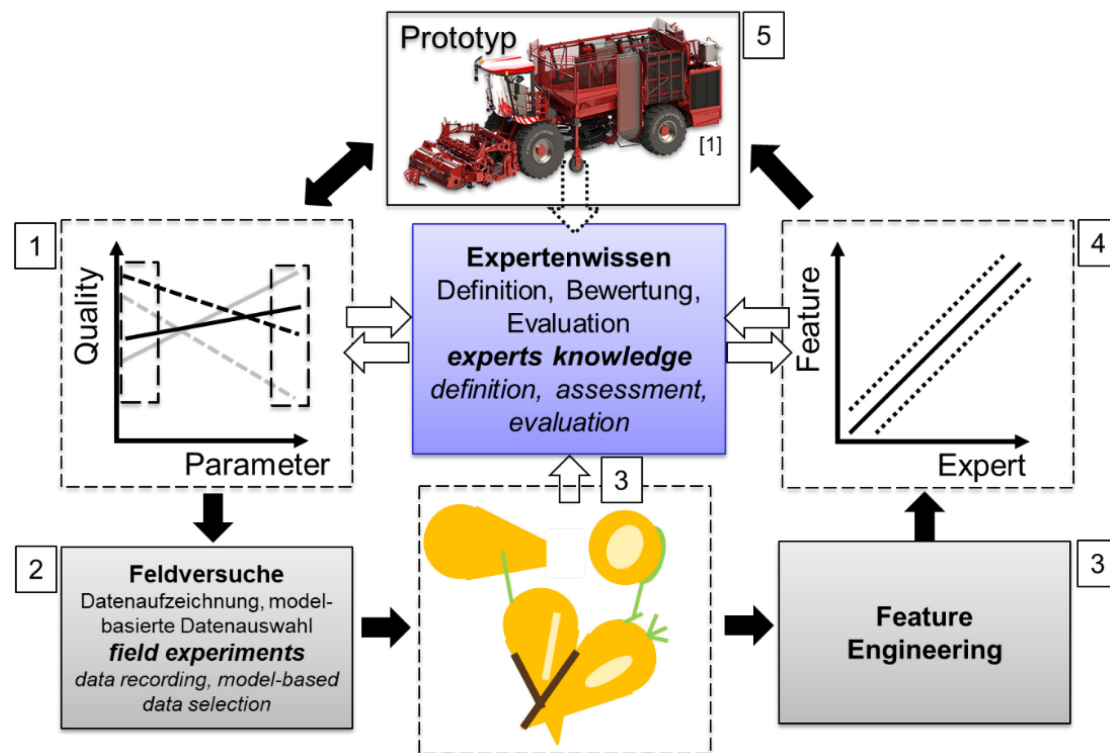 Prototyp
5
[1]
1
Quality
Parameter
Expertenwissen
Definition, Bewertung,
Evaluation
experts knowledge
definition, assessment,
evaluation
4
Feature
Expert
2
Feldversuche
Datenaufzeichnung, model-
basierte Datenauswahl
field experiments
data recording, model-based
data selection
3
3
Feature
Engineering